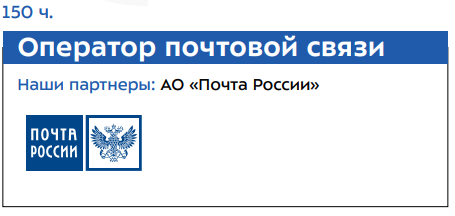 150 ч.
Оператор почтовой связи
Наши партнеры: АО «Почта России»
ПОЧТА
РОССИИ